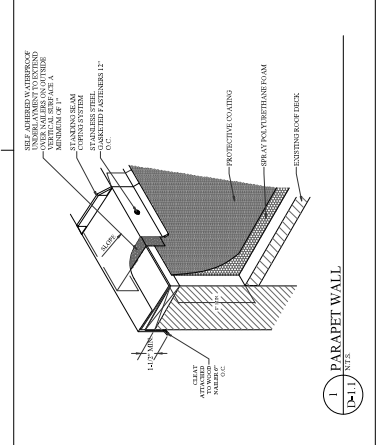 SELF ADHERED WATERPROOF
UNDERLAYMENT TO EXTEND
OVER NAILERS ON OUTSIDE
VERTICAL SURFACE A
MINIMUM OF 1"
STANDING SEAM
COPING SYSTEM
STAINLESS STEEL
GASKETED FASTENERS 12"
O.C.
SLOPE
PROTECTIVE COATING
SPRAY POLYURETHANE FOAM
EXISTING ROOF DECK
1-1/2" MIN.
CLEAT
ATTACHED
TO WOOD
NAILER 6"
O.C.
1
D-1.1
PARAPET WALL
N.T.S.